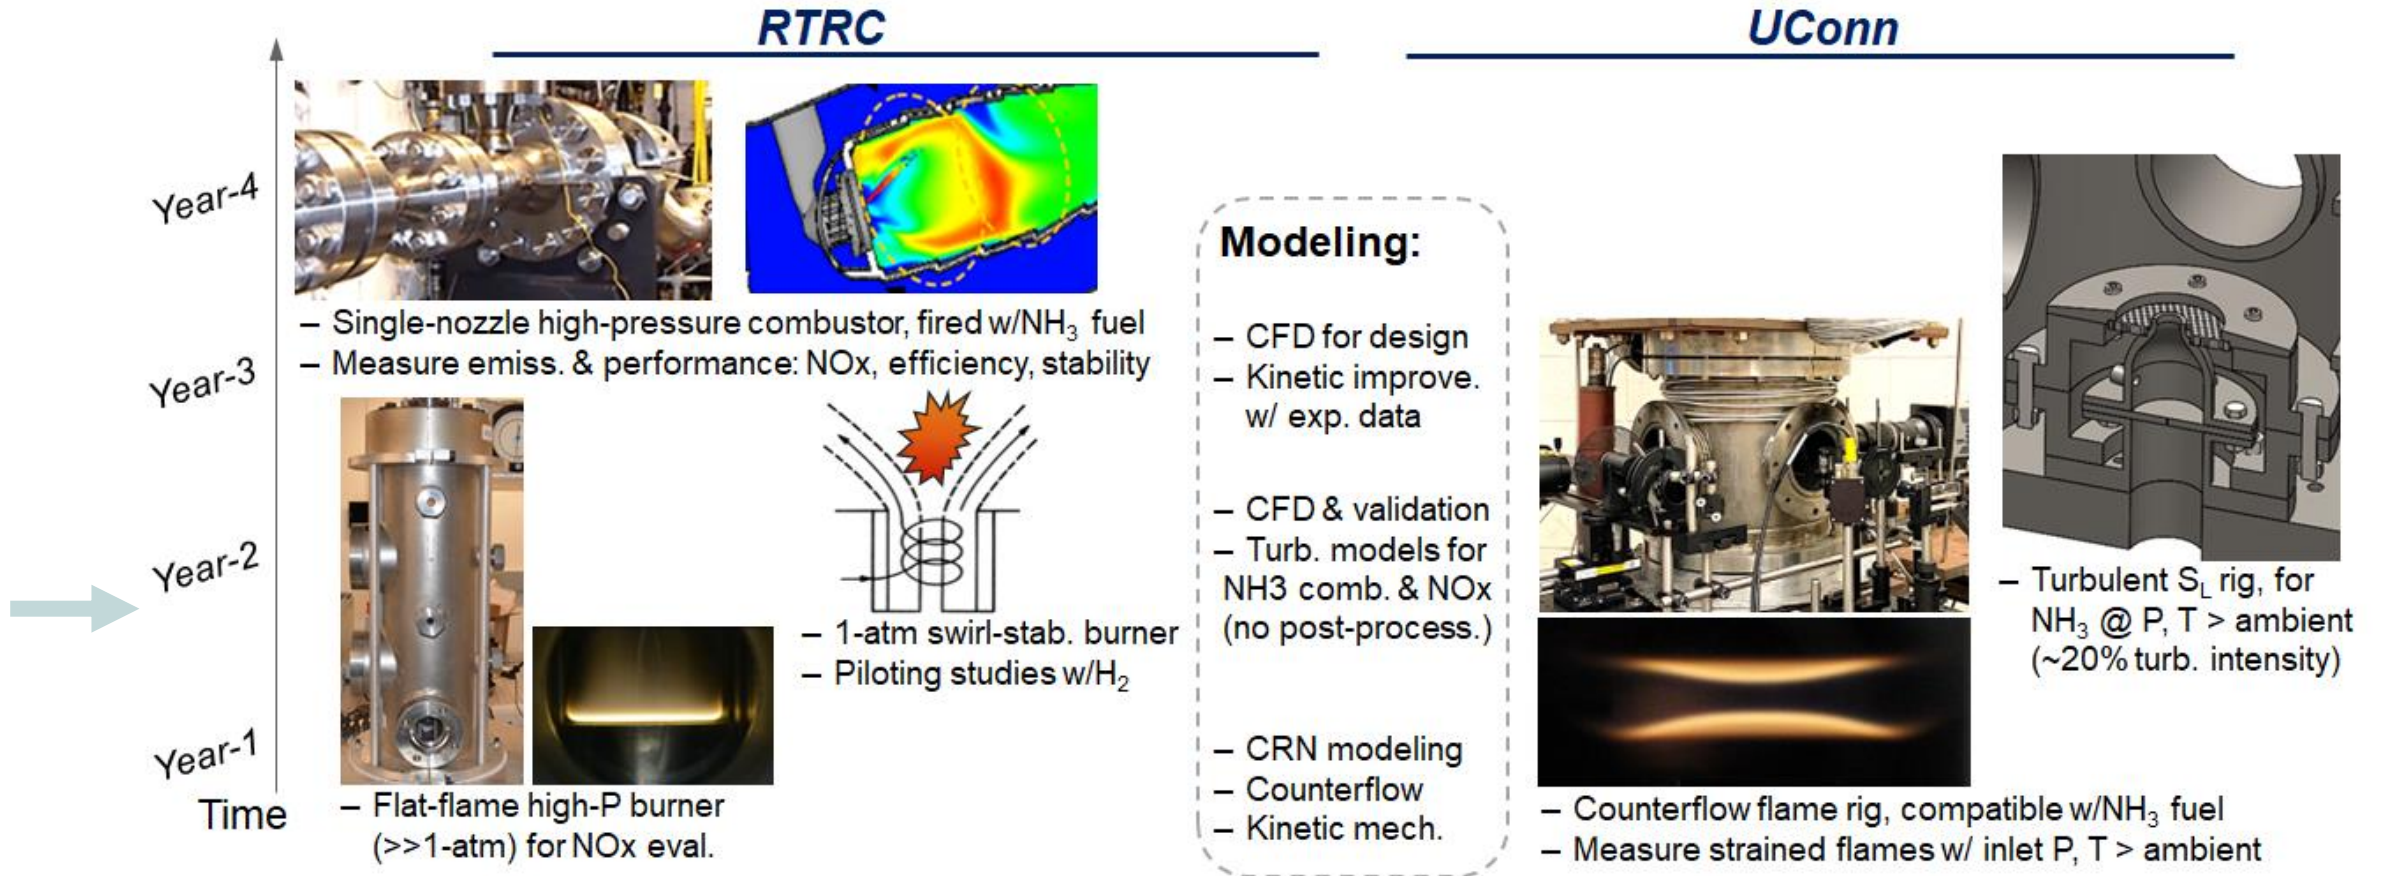 RTRC
UConn
Year-4
Year-3
Year-2
Year-1
Time
– Single-nozzle high-pressure combustor, fired w/NH₃ fuel
– Measure emiss. & performance: NOx, efficiency, stability
– Flat-flame high-P burner
(>>1-atm) for NOx eval.
– 1-atm swirl-stab. burner
– Piloting studies w/H₂
Modeling:
– CFD for design
– Kinetic improve.
w/ exp. data
– CFD & validation
– Turb. models for
NH3 comb. & NOx
(no post-process.)
– CRN modeling
– Counterflow
– Kinetic mech.
– Counterflow flame rig, compatible w/NH₃ fuel
– Measure strained flames w/ inlet P, T > ambient
– Turbulent S_L rig, for
NH₃ @ P, T > ambient
(~20% turb. intensity)